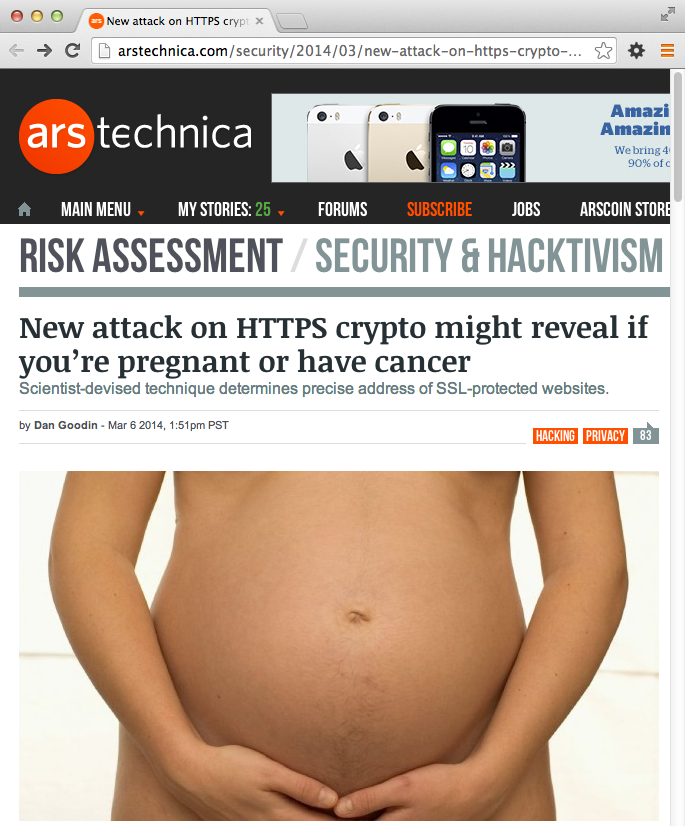 ars New attack on HTTPS crypt
arstechnica.com/security/2014/03/new-attack-on-https-crypto-...
ars technica
Amazi
Amazin
We bring 4
90% of
MAIN MENU MY STORIES: 25 FORUMS SUBSCRIBE JOBS ARSCOIN STORE
RISK ASSESSMENT / SECURITY & HACKTIVISM
New attack on HTTPS crypto might reveal if
you’re pregnant or have cancer
Scientist-devised technique determines precise address of SSL-protected websites.
by Dan Goodin - Mar 6 2014, 1:51pm PST
HACKING PRIVACY 83